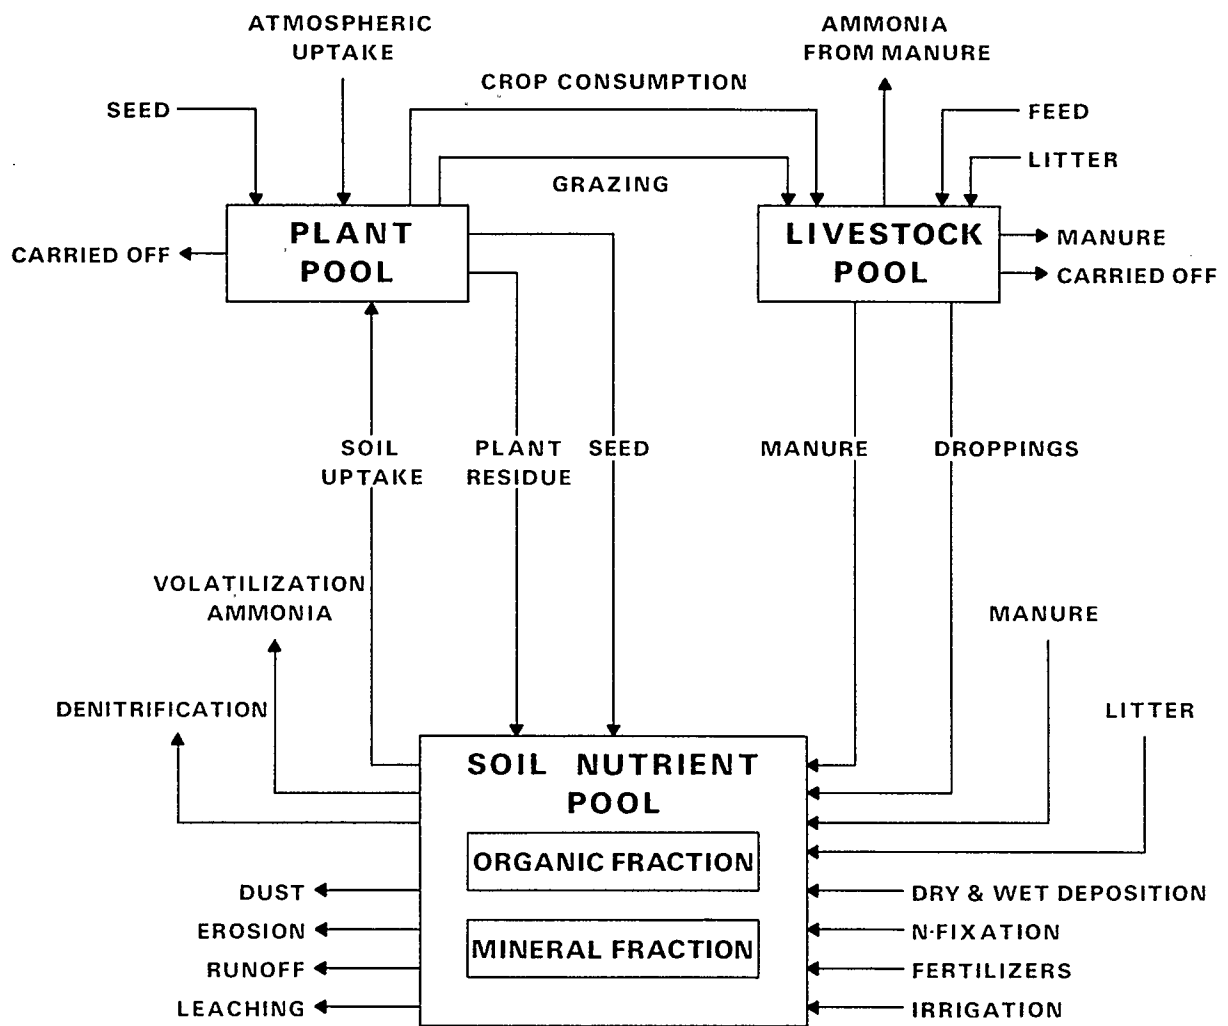 ATMOSPHERIC
UPTAKE
AMMONIA
FROM MANURE
CROP CONSUMPTION
SEED
FEED
LITTER
GRAZING
PLANT
POOL
LIVESTOCK
POOL
CARRIED OFF
MANURE
CARRIED OFF
SOIL
UPTAKE
PLANT
RESIDUE
SEED
MANURE
DROPPINGS
VOLATILIZATION
AMMONIA
MANURE
DENITRIFICATION
LITTER
SOIL NUTRIENT
POOL
ORGANIC FRACTION
MINERAL FRACTION
DUST
EROSION
RUNOFF
LEACHING
DRY & WET DEPOSITION
N-FIXATION
FERTILIZERS
IRRIGATION